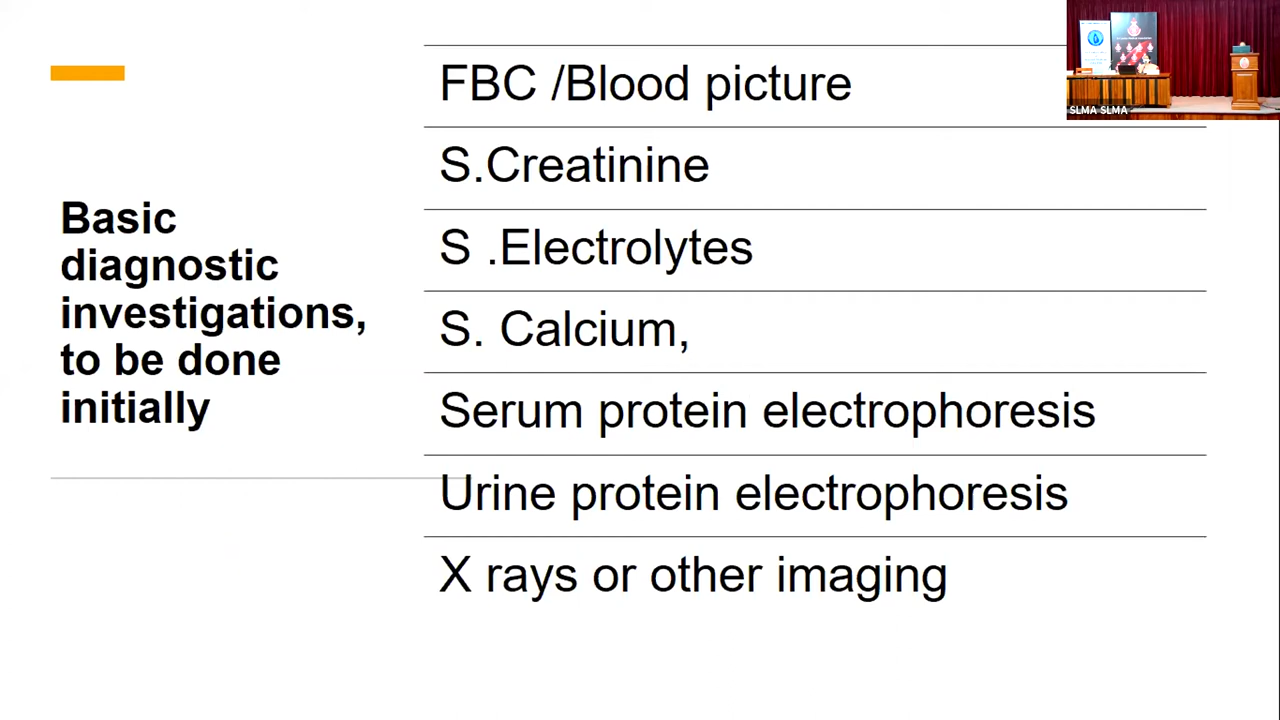 Basic
diagnostic
investigations,
to be done
initially
FBC /Blood picture
S.Creatinine
S .Electrolytes
S. Calcium,
Serum protein electrophoresis
Urine protein electrophoresis
X rays or other imaging
SLMA SLMA